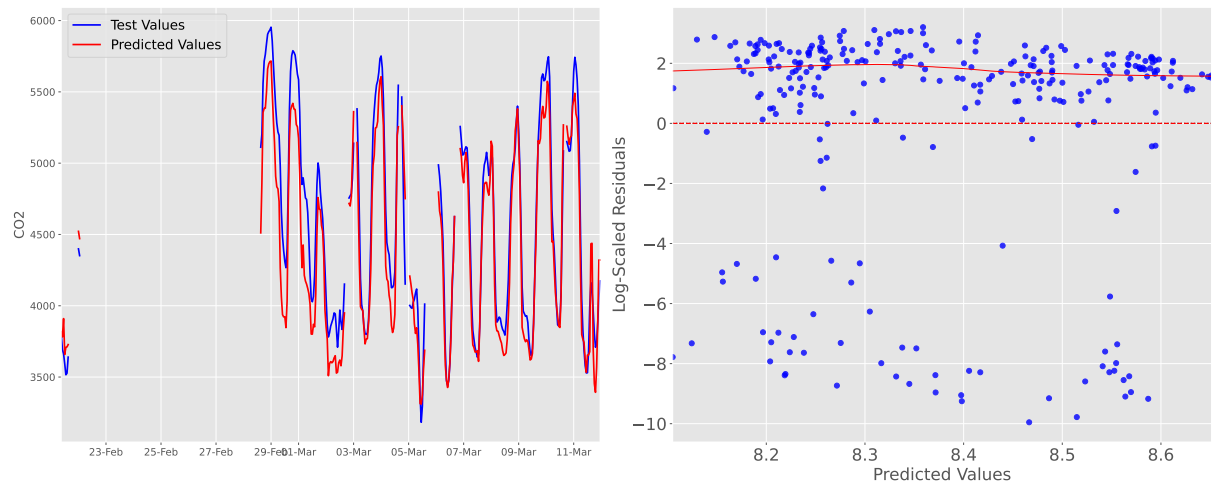 Test Values
Predicted Values
CO2
6000
5500
5000
4500
4000
3500
23-Feb
25-Feb
27-Feb
29-Feb
01-Mar
03-Mar
05-Mar
07-Mar
09-Mar
11-Mar
Log-Scaled Residuals
2
0
−2
−4
−6
−8
−10
8.2
8.3
8.4
8.5
8.6
Predicted Values